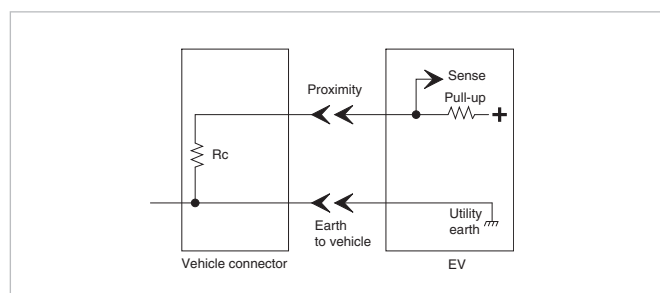 Sense
Proximity
Pull-up
+
Rc
Earth
to vehicle
Utility
earth
Vehicle connector
EV